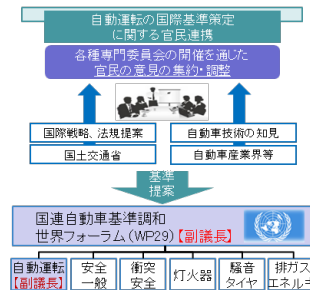 自動運転の国際基準策定
に関する官民連携
各種専門委員会の開催を通じた
官民の意見の集約・調整
国際戦略、法規提案
自動車技術の知見
国土交通省
自動車産業界等
基準
提案
国連自動車基準調和
世界フォーラム(WP29)【副議長】
自動運転
【副議長】
安全
一般
衝突
安全
灯火器
騒音
タイヤ
排ガス
エネルギ